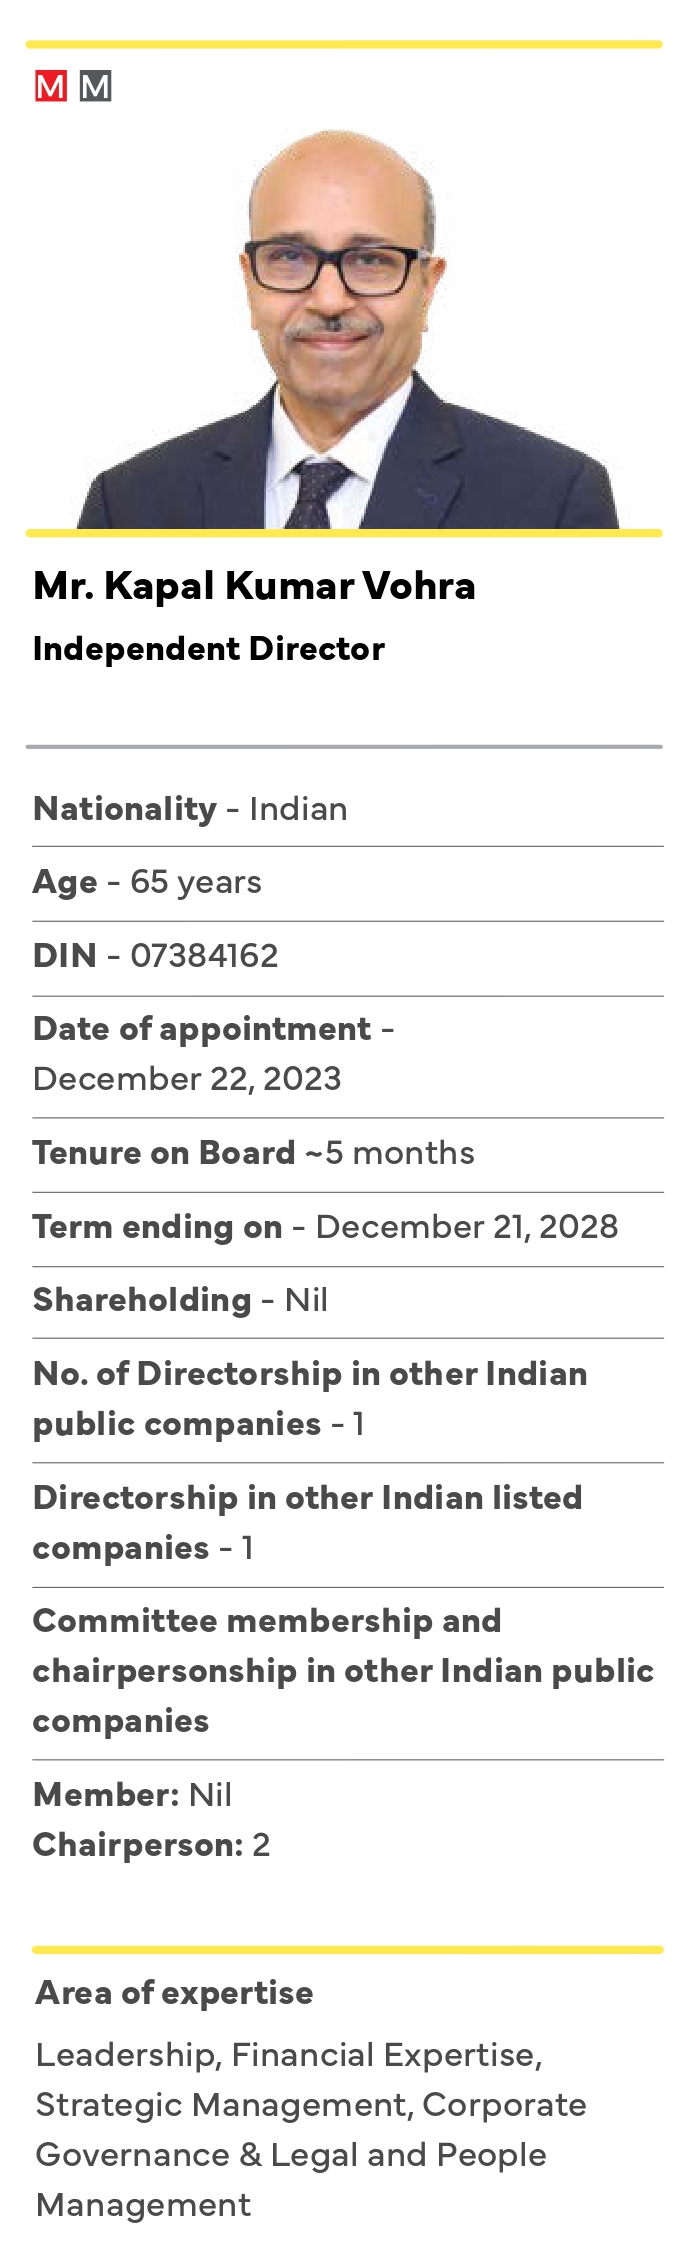 M M
Mr. Kapal Kumar Vohra
Independent Director
Nationality - Indian
Age - 65 years
DIN - 07384162
Date of appointment -
December 22, 2023
Tenure on Board ~5 months
Term ending on - December 21, 2028
Shareholding - Nil
No. of Directorship in other Indian
public companies - 1
Directorship in other Indian listed
companies - 1
Committee membership and
chairpersonship in other Indian public
companies
Member: Nil
Chairperson: 2
Area of expertise
Leadership, Financial Expertise,
Strategic Management, Corporate
Governance & Legal and People
Management